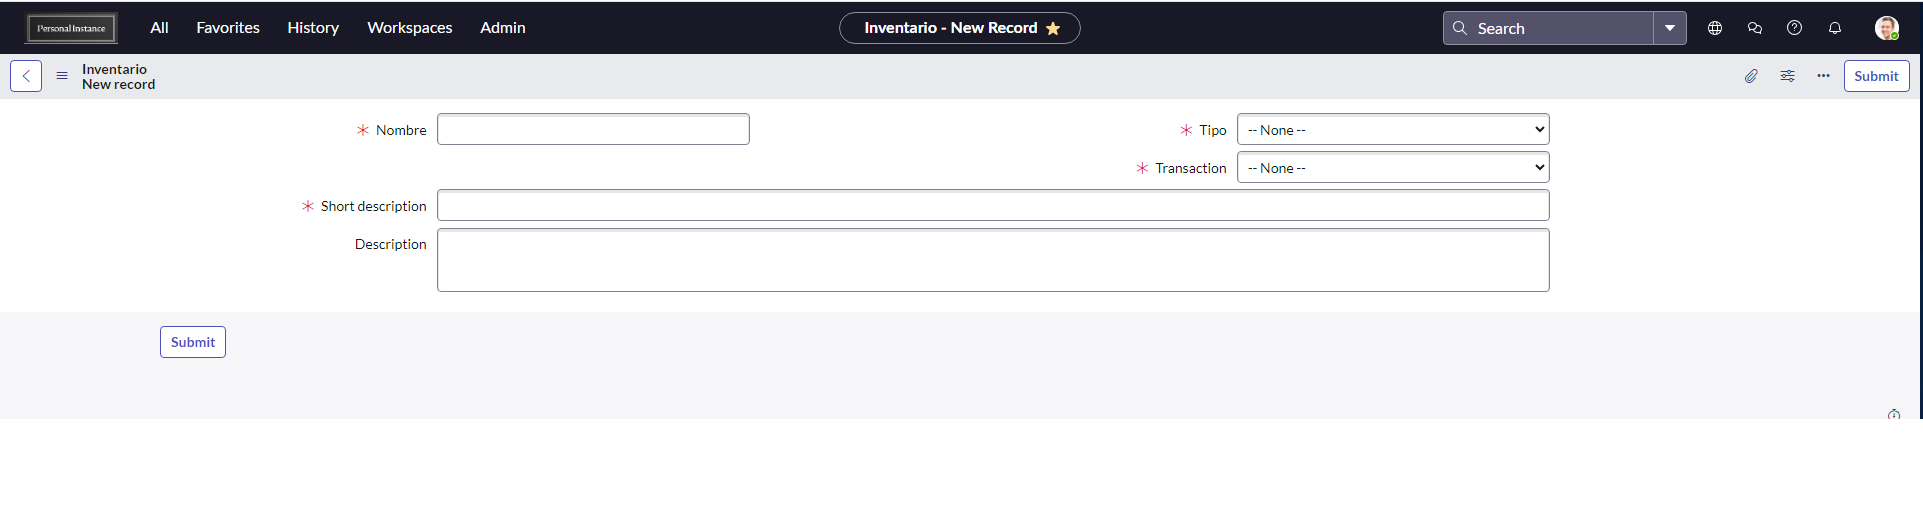 Personal Instance
All
Favorites
History
Workspaces
Admin
Inventario - New Record
Search
Inventario
New record
Submit
* Nombre
* Tipo
-- None --
* Transaction
-- None --
* Short description
Description
Submit